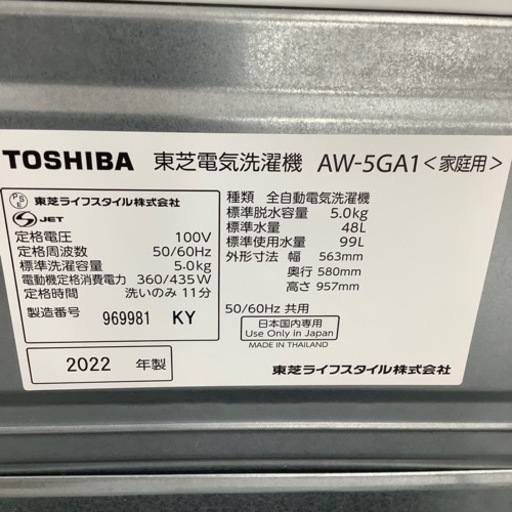 TOSHIBA 東芝電気洗濯機 AW-5GA1<家庭用>
PSE 東芝ライフスタイル株式会社
S JET
定格電圧 100V
定格周波数 50/60Hz
標準洗濯容量 5.0kg
電動機定格消費電力 360/435W
定格時間 洗いのみ 11分
製造番号 969981 KY
2022 年製
種類 全自動電気洗濯機
標準脱水容量 5.0kg
標準水量 48L
標準使用水量 99L
外形寸法 幅 563mm
奥行 580mm
高さ 957mm
50/60Hz 共用
日本国内専用
Use Only in Japan
MADE IN THAILAND
東芝ライフスタイル株式会社